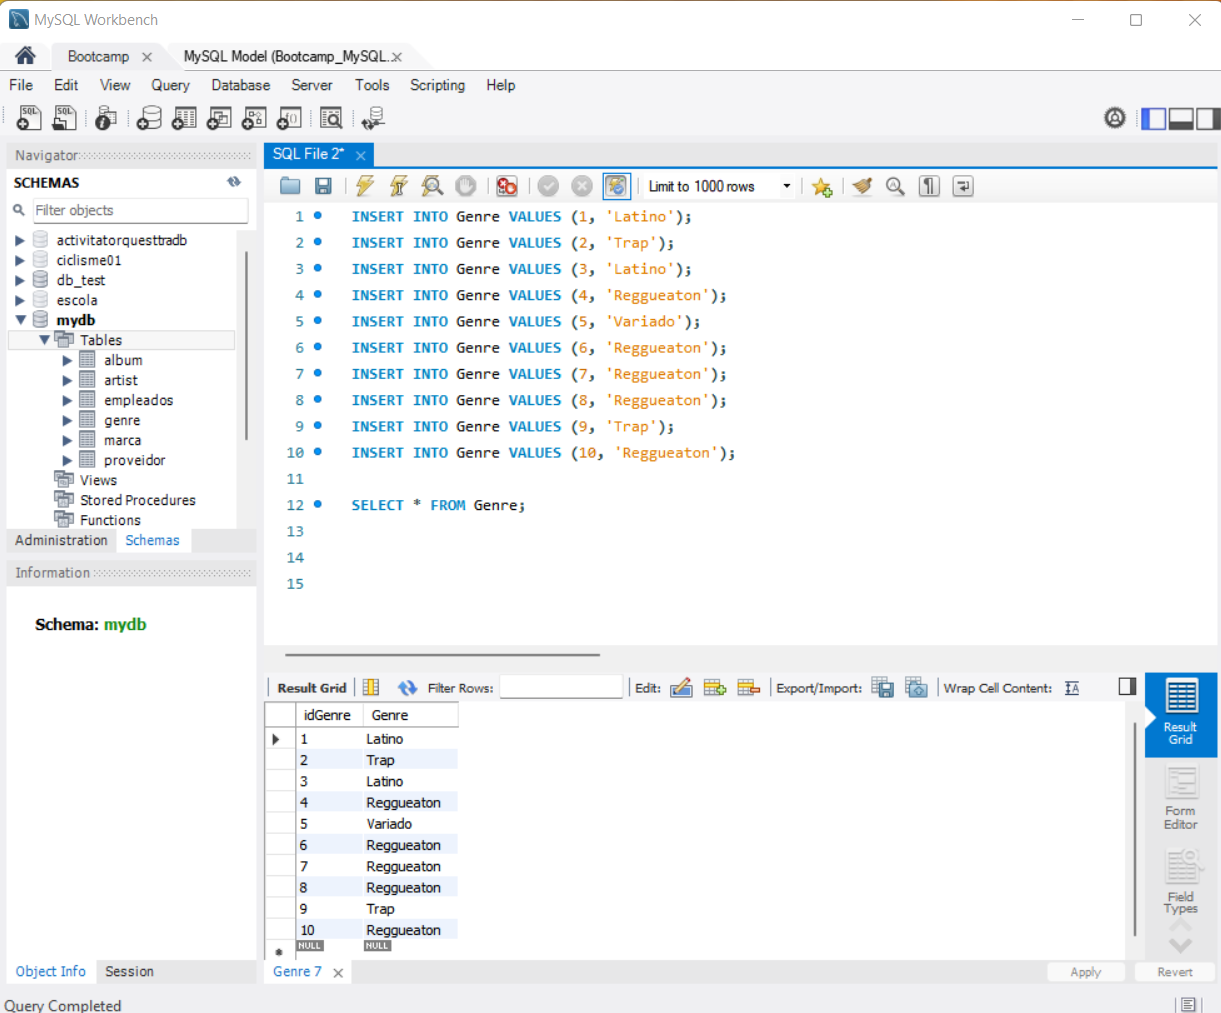 MySQL Workbench
Bootcamp
MySQL Model (Bootcamp_MySQL...
File Edit View Query Database Server Tools Scripting Help
Navigator
SCHEMAS
Filter objects
activitatorquesttradb
ciclisme01
db_test
escola
mydb
Tables
album
artist
empleados
genre
marca
proveidor
Views
Stored Procedures
Functions
Administration Schemas
Information
Schema: mydb
Object Info Session
SQL File 2*
Limit to 1000 rows
1 INSERT INTO Genre VALUES (1, 'Latino');
2 INSERT INTO Genre VALUES (2, 'Trap');
3 INSERT INTO Genre VALUES (3, 'Latino');
4 INSERT INTO Genre VALUES (4, 'Reggueaton');
5 INSERT INTO Genre VALUES (5, 'Variado');
6 INSERT INTO Genre VALUES (6, 'Reggueaton');
7 INSERT INTO Genre VALUES (7, 'Reggueaton');
8 INSERT INTO Genre VALUES (8, 'Reggueaton');
9 INSERT INTO Genre VALUES (9, 'Trap');
10 INSERT INTO Genre VALUES (10, 'Reggueaton');
11
12 SELECT * FROM Genre;
13
14
15
Result Grid Filter Rows: Edit: Export/Import: Wrap Cell Content:
idGenre Genre
1 Latino
2 Trap
3 Latino
4 Reggueaton
5 Variado
6 Reggueaton
7 Reggueaton
8 Reggueaton
9 Trap
10 Reggueaton
NULL NULL
Result
Grid
Form
Editor
Field
Types
Genre 7
Apply Revert
Query Completed